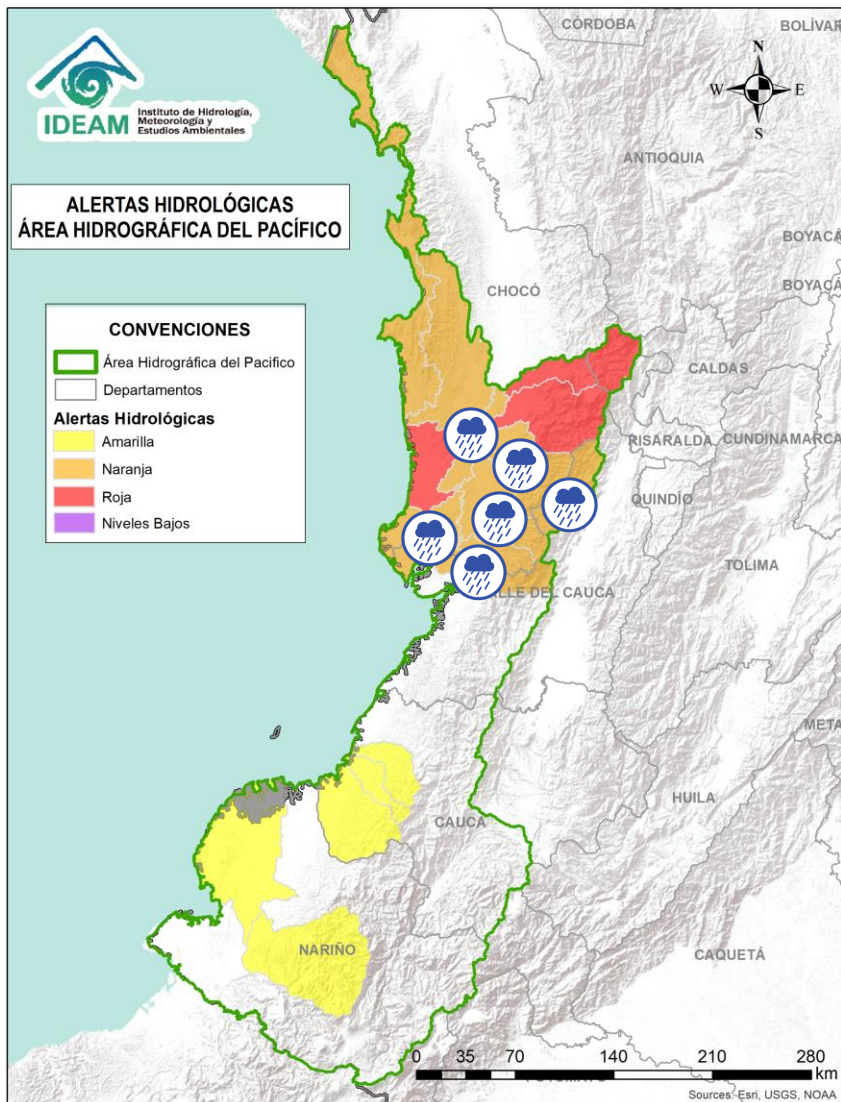 IDEAM
Instituto de Hidrología,
Meteorología y
Estudios Ambientales
CÓRDOBA
BOLÍVAR
N
W
E
S
ANTIOQUIA
ALERTAS HIDROLÓGICAS
ÁREA HIDROGRÁFICA DEL PACÍFICO
BOYACÁ
BOYACÁ
CHOCÓ
CONVENCIONES
Área Hidrográfica del Pacifico
Departamentos
Alertas Hidrológicas
Amarilla
Naranja
Roja
Niveles Bajos
CALDAS
RISARALDA
CUNDINAMARCA
QUINDÍO
TOLIMA
ALLE DEL CAUCA
META
HUILA
CAUCA
NARIÑO
CAQUETÁ
0 35 70 140 210 280
km
Sources: Esri, USGS, NOAA